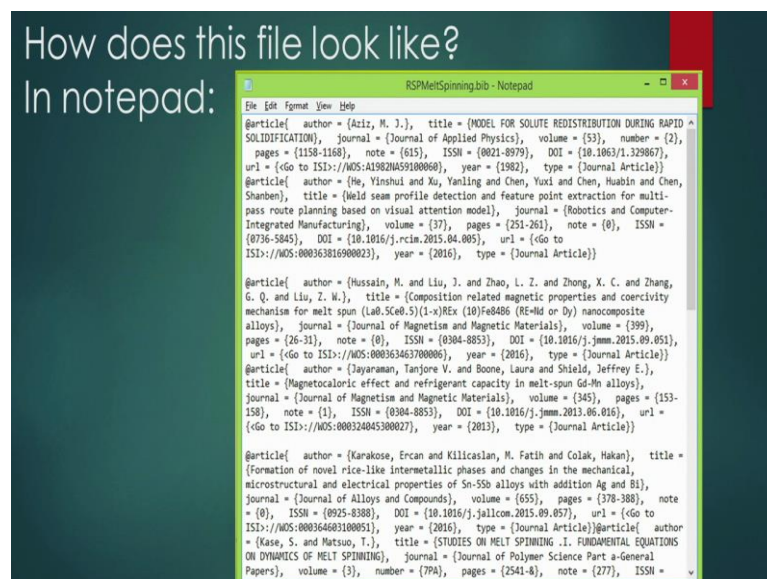 How does this file look like?
In notepad:
RSPMeltSpinning.bib - Notepad
File Edit Format View Help
@article{ author = {Aziz, M. J.}, title = {MODEL FOR SOLUTE REDISTRIBUTION DURING RAPID
SOLIDIFICATION}, journal = {Journal of Applied Physics}, volume = {53}, number = {2},
pages = {1158-1168}, note = {615}, ISSN = {0021-8979}, DOI = {10.1063/1.329867},
url = {<Go to ISI>://WOS:A1982NA59100060}, year = {1982}, type = {Journal Article}}
@article{ author = {He, Yinshui and Xu, Yanling and Chen, Yuxi and Chen, Huabin and Chen,
Shanben}, title = {Weld seam profile detection and feature point extraction for multi-
pass route planning based on visual attention model}, journal = {Robotics and Computer-
Integrated Manufacturing}, volume = {37}, pages = {251-261}, note = {0}, ISSN =
{0736-5845}, DOI = {10.1016/j.rcim.2015.04.005}, url = {<Go to
ISI>://WOS:000363816900023}, year = {2016}, type = {Journal Article}}
@article{ author = {Hussain, M. and Liu, J. and Zhao, L. Z. and Zhong, X. C. and Zhang,
G. Q. and Liu, Z. W.}, title = {Composition related magnetic properties and coercivity
mechanism for melt spun (La0.5Ce0.5)(1-x)REx (10)Fe84B6 (RE=Nd or Dy) nanocomposite
alloys}, journal = {Journal of Magnetism and Magnetic Materials}, volume = {399},
pages = {26-31}, note = {0}, ISSN = {0304-8853}, DOI = {10.1016/j.jmmm.2015.09.051},
url = {<Go to ISI>://WOS:000363463700006}, year = {2016}, type = {Journal Article}}
@article{ author = {Jayaraman, Tanjore V. and Boone, Laura and Shield, Jeffrey E.},
title = {Magnetocaloric effect and refrigerant capacity in melt-spun Gd-Mn alloys},
journal = {Journal of Magnetism and Magnetic Materials}, volume = {345}, pages = {153-
158}, note = {1}, ISSN = {0304-8853}, DOI = {10.1016/j.jmmm.2013.06.016}, url =
{<Go to ISI>://WOS:000324045300027}, year = {2013}, type = {Journal Article}}
@article{ author = {Karakose, Ercan and Kilicaslan, M. Fatih and Colak, Hakan}, title =
{Formation of novel rice-like intermetallic phases and changes in the mechanical,
microstructural and electrical properties of Sn-5Sb alloys with addition Ag and Bi},
journal = {Journal of Alloys and Compounds}, volume = {655}, pages = {378-388}, note
= {0}, ISSN = {0925-8388}, DOI = {10.1016/j.jallcom.2015.09.057}, url = {<Go to
ISI>://WOS:000364603100051}, year = {2016}, type = {Journal Article}}@article{ author
= {Kase, S. and Matsuo, T.}, title = {STUDIES ON MELT SPINNING .I. FUNDAMENTAL EQUATIONS
ON DYNAMICS OF MELT SPINNING}, journal = {Journal of Polymer Science Part a-General
Papers}, volume = {3}, number = {7PA}, pages = {2541-&}, note = {277}, ISSN =